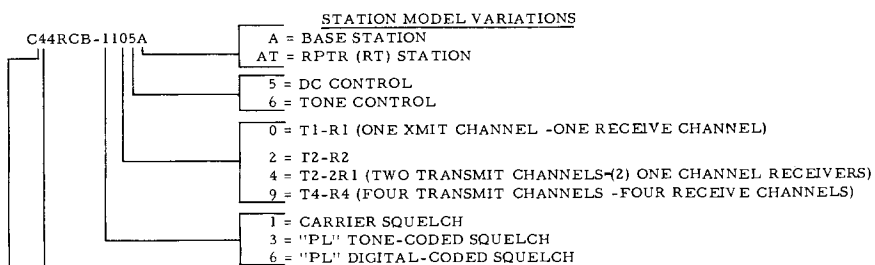 STATION MODEL VARIATIONS
C44RCB-1105A
A = BASE STATION
AT = RPTR (RT) STATION
5 = DC CONTROL
6 = TONE CONTROL
0 = T1-R1 (ONE XMIT CHANNEL -ONE RECEIVE CHANNEL)
2 = T2-R2
4 = T2-2R1 (TWO TRANSMIT CHANNELS-(2) ONE CHANNEL RECEIVERS)
9 = T4-R4 (FOUR TRANSMIT CHANNELS -FOUR RECEIVE CHANNELS)
1 = CARRIER SQUELCH
3 = "PL" TONE-CODED SQUELCH
6 = "PL" DIGITAL-CODED SQUELCH